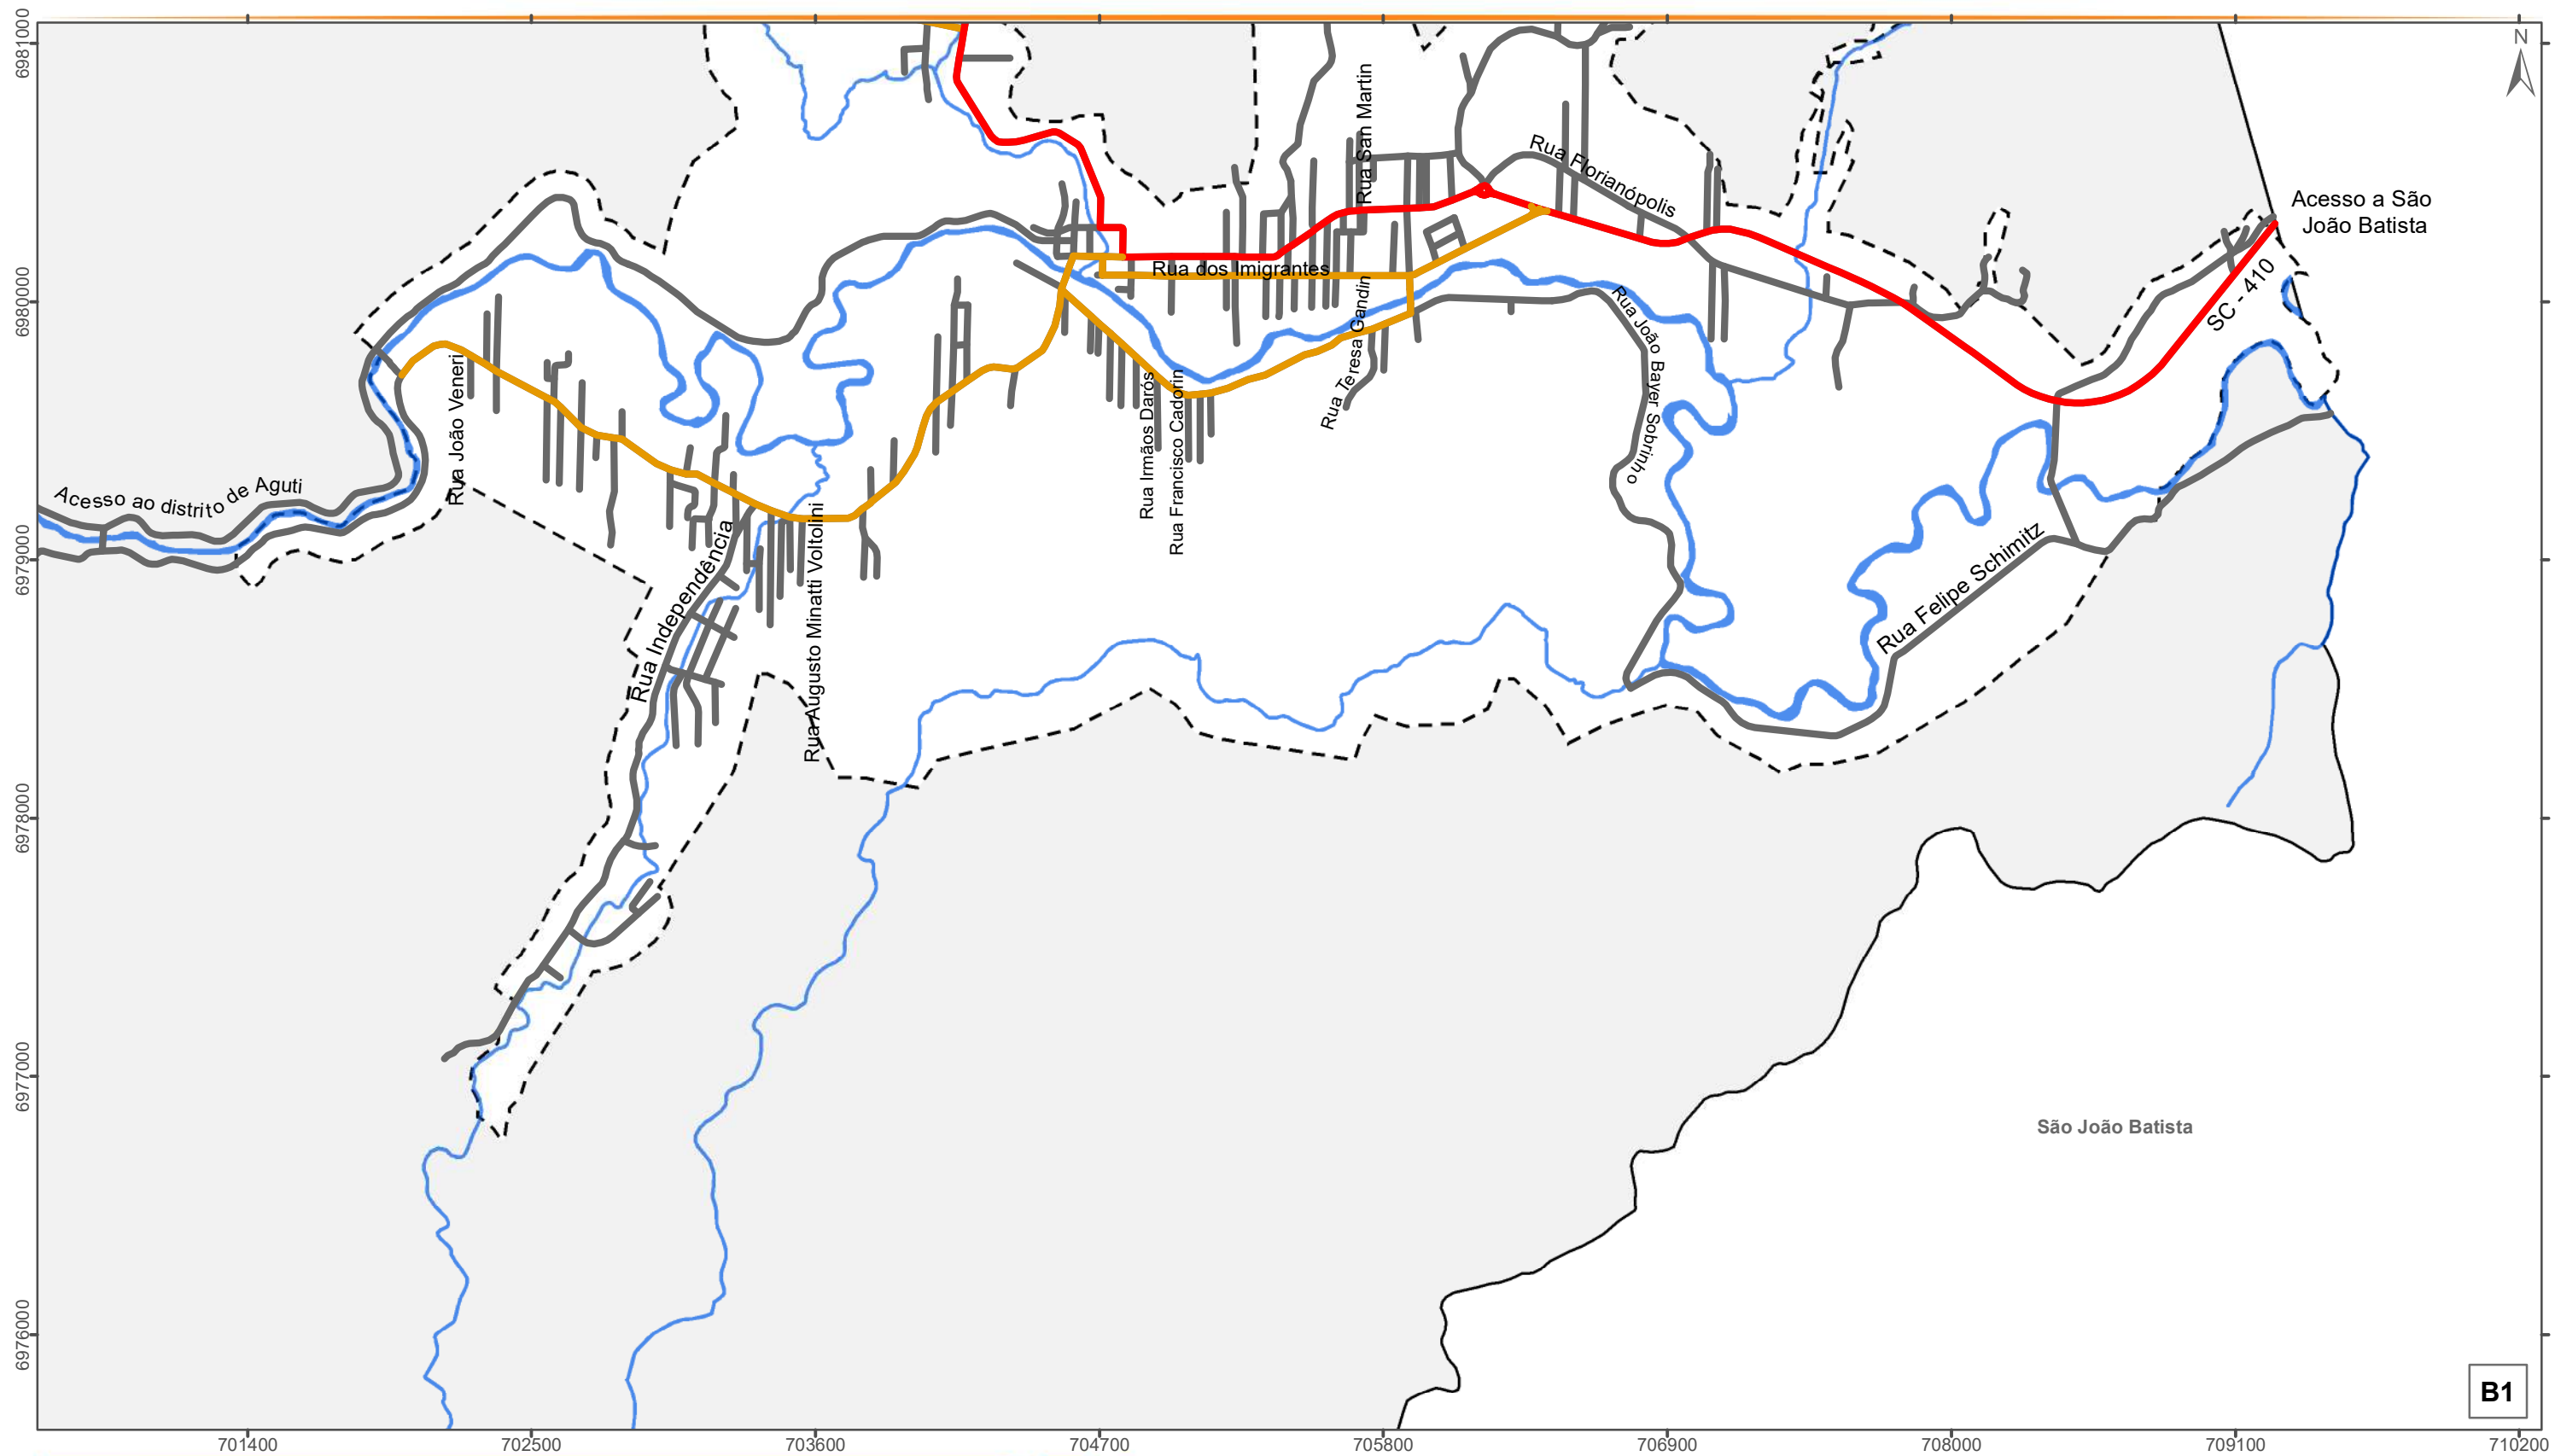 N
6981000
6980000
6979000
6978000
6977000
6976000
Rua San Martin
Rua Florianópolis
Acesso a São
João Batista
SC - 410
Rua dos Imigrantes
Rua Teresa Gandin
Rua João Bayer Sobrinho
Rua João Veneri
Rua Irmãos Darós
Rua Francisco Cadorin
Acesso ao distrito de Aguti
Rua Independência
Rua Augusto Minatti Voltolini
Rua Felipe Schimitz
São João Batista
B1
701400
702500
703600
704700
705800
706900
708000
709100
710200